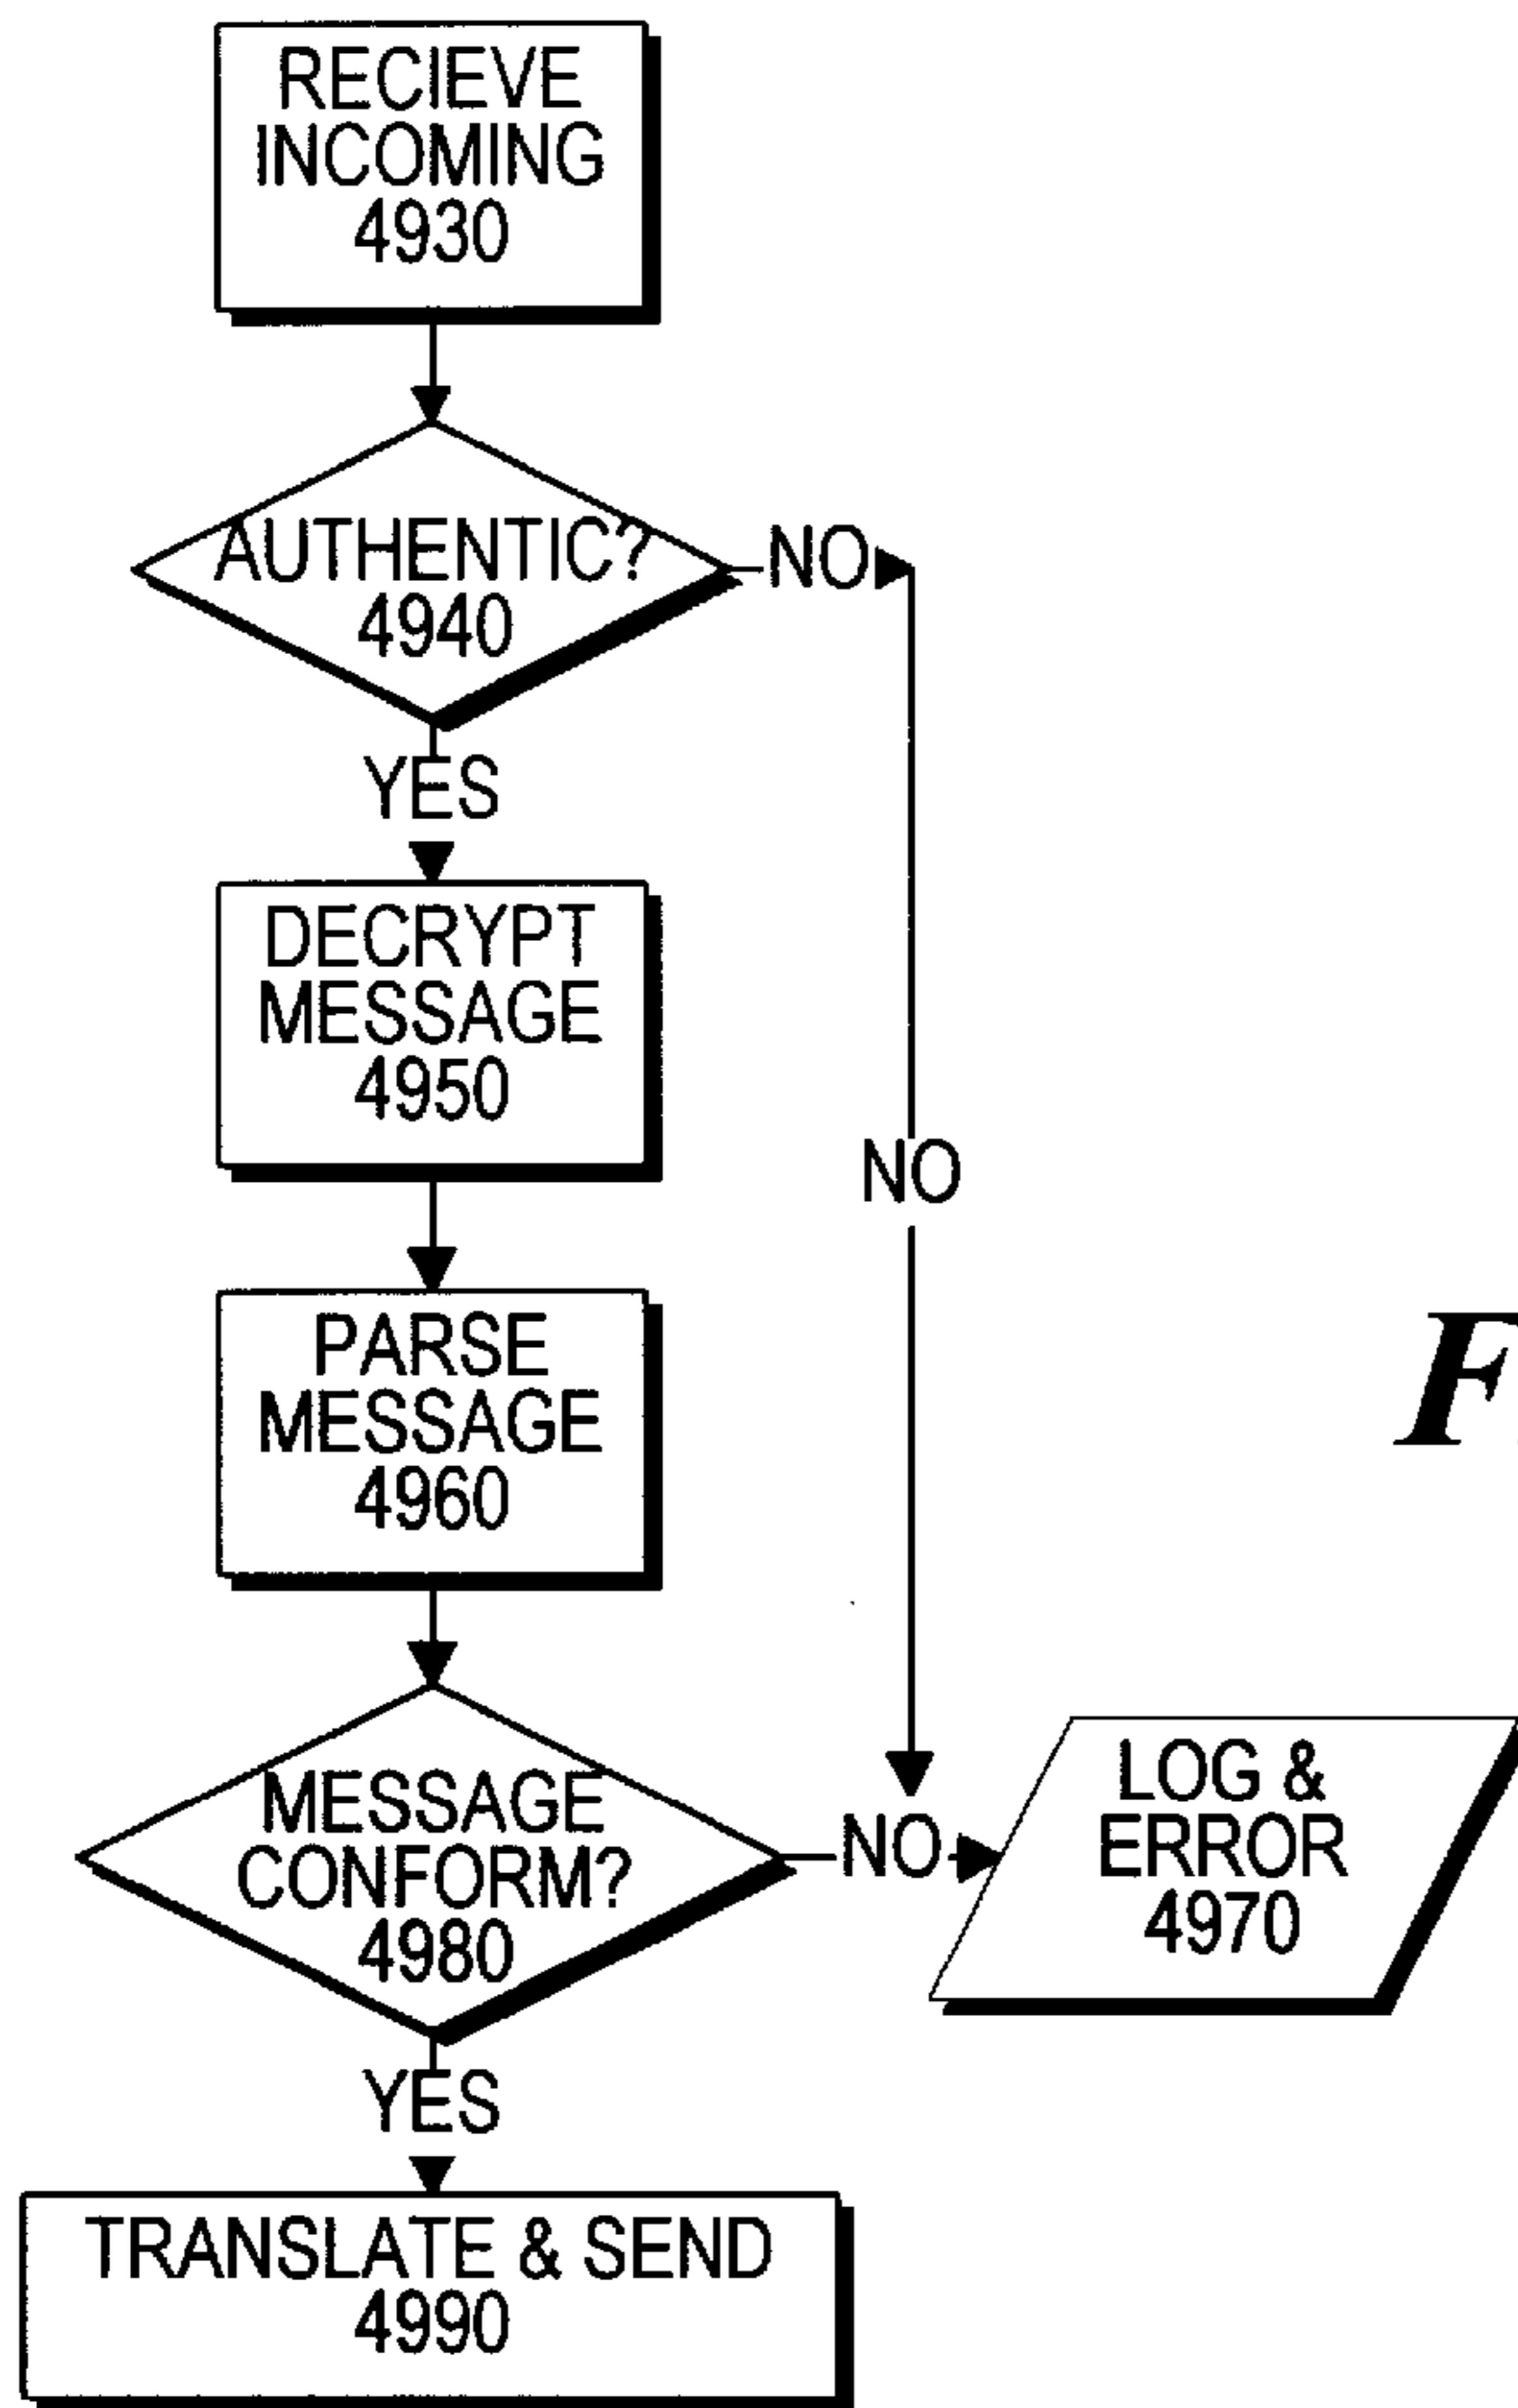 RECIEVE
INCOMING
4930
AUTHENTIC?
4940
NO
YES
DECRYPT
MESSAGE
4950
NO
PARSE
MESSAGE
4960
F
MESSAGE
CONFORM?
4980
NO
LOG &
ERROR
4970
YES
TRANSLATE & SEND
4990